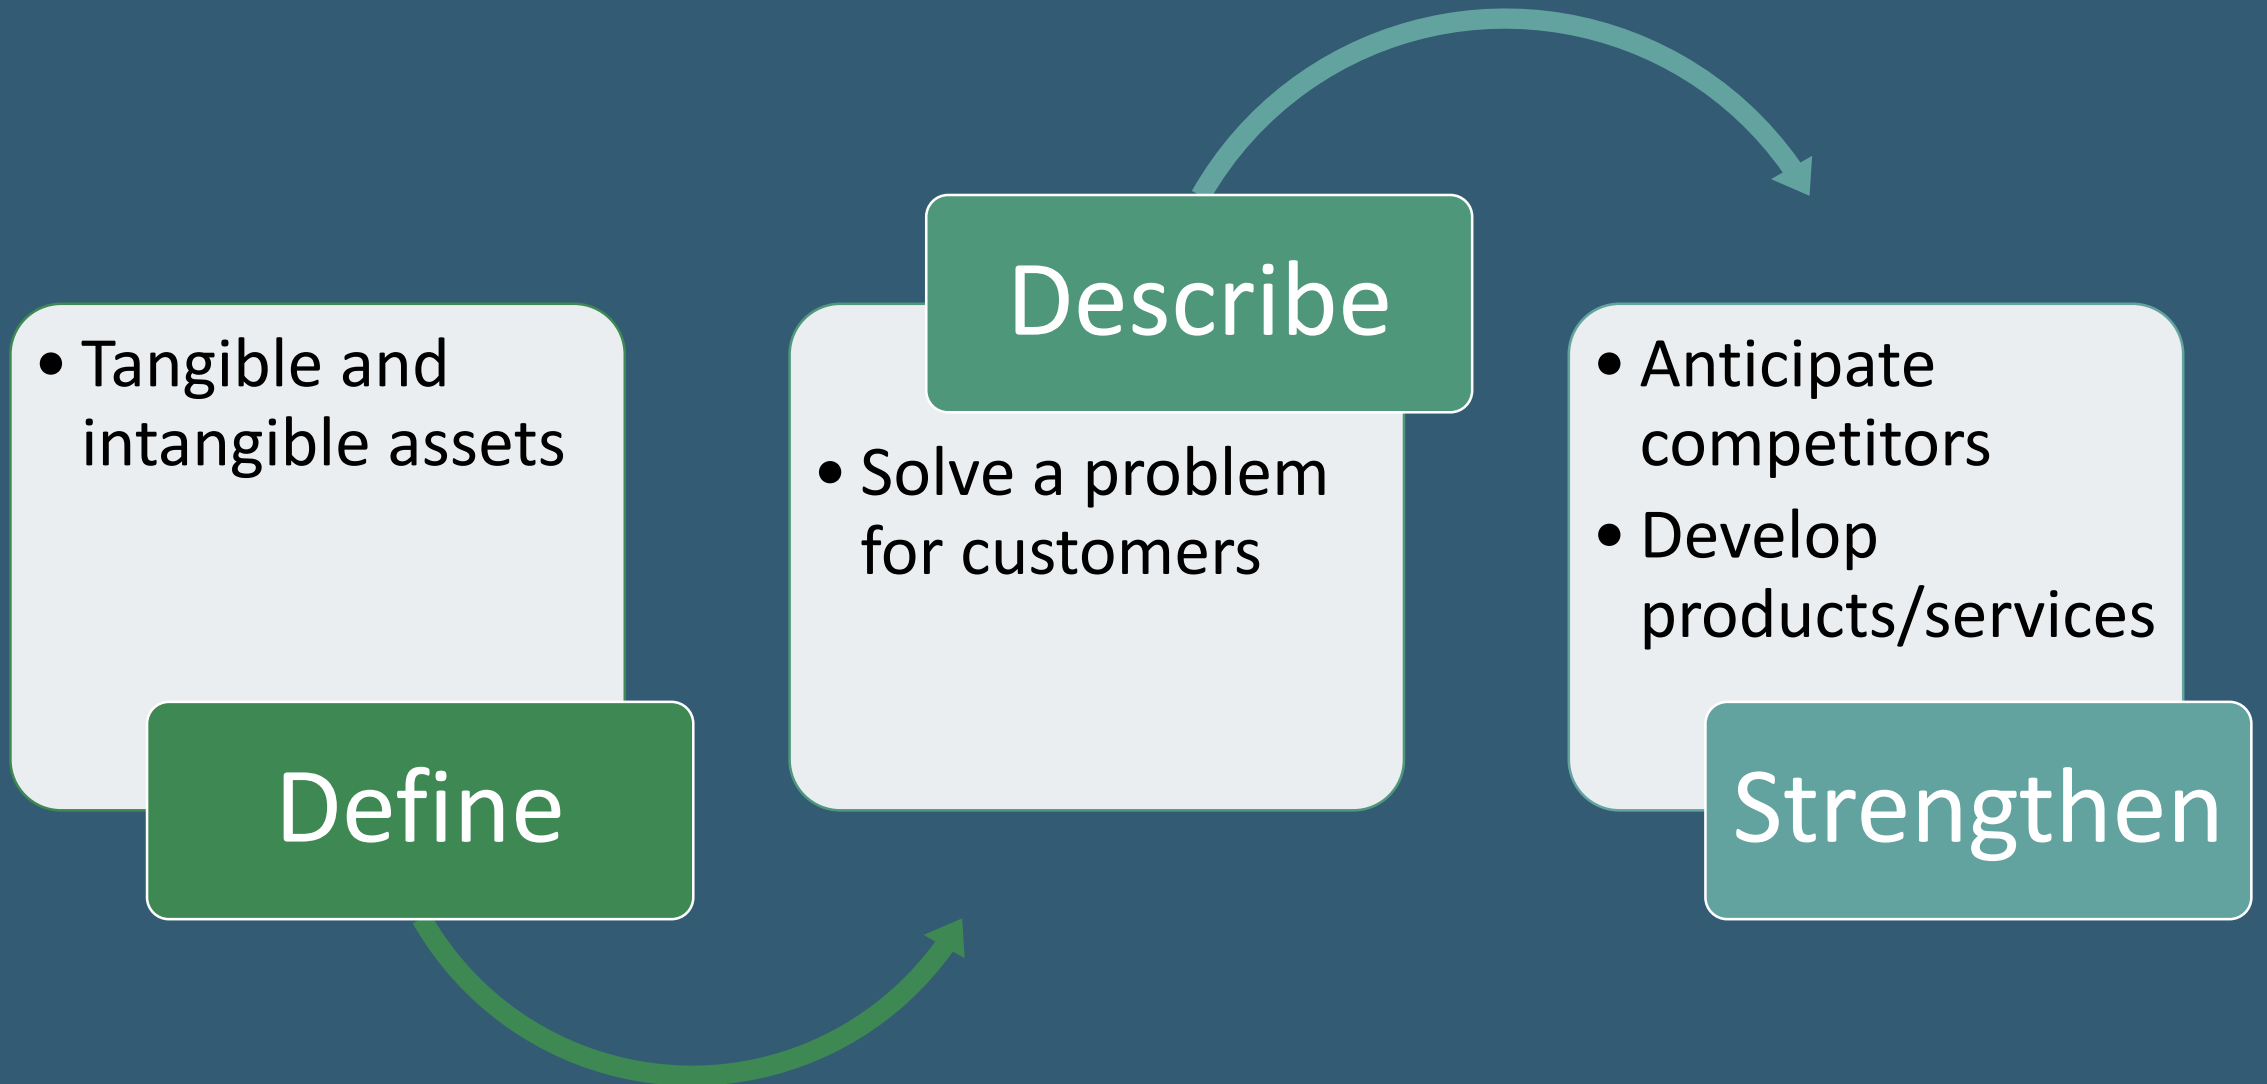 • Tangible and
intangible assets
Define
Describe
• Solve a problem
for customers
• Anticipate
competitors
• Develop
products/services
Strengthen